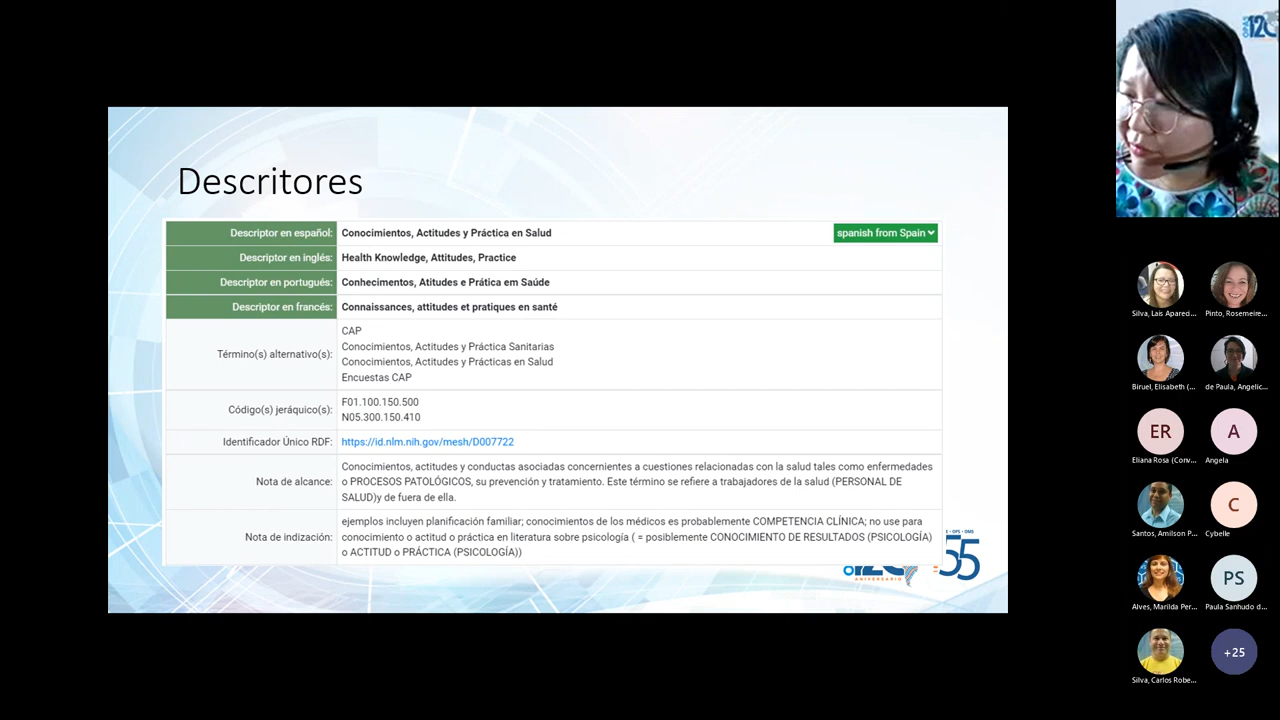 Descritores
Descriptor en español: Conocimientos, Actitudes y Práctica en Salud spanish from Spain
Descriptor en inglés: Health Knowledge, Attitudes, Practice
Descriptor en portugués: Conhecimentos, Atitudes e Prática em Saúde
Descriptor en francés: Connaissances, attitudes et pratiques en santé
Término(s) alternativo(s):
CAP
Conocimientos, Actitudes y Práctica Sanitarias
Conocimientos, Actitudes y Prácticas en Salud
Encuestas CAP
Código(s) jeráquico(s):
F01.100.150.500
N05.300.150.410
Identificador Único RDF: https://id.nlm.nih.gov/mesh/D007722
Nota de alcance:
Conocimientos, actitudes y conductas asociadas concernientes a cuestiones relacionadas con la salud tales como enfermedades
o PROCESOS PATOLÓGICOS, su prevención y tratamiento. Este término se refiere a trabajadores de la salud (PERSONAL DE
SALUD)y de fuera de ella.
Nota de indización:
ejemplos incluyen planificación familiar; conocimientos de los médicos es probablemente COMPETENCIA CLÍNICA; no use para
conocimiento o actitud o práctica en literatura sobre psicología ( = posiblemente CONOCIMIENTO DE RESULTADOS (PSICOLOGÍA)
o ACTITUD o PRÁCTICA (PSICOLOGÍA))
ANIVERSARIO
55
OPAS
120
Silva, Lais Apared...
Pinto, Rosemeire...
Biruel, Elisabeth (...
de Paula, Angelic...
ER
A
Eliana Rosa (Conv...
Angela
C
Santos, Amilson P...
Cybelle
PS
Alves, Marilda Per...
Paula Sanhudo d...
+25
Silva, Carlos Robe...